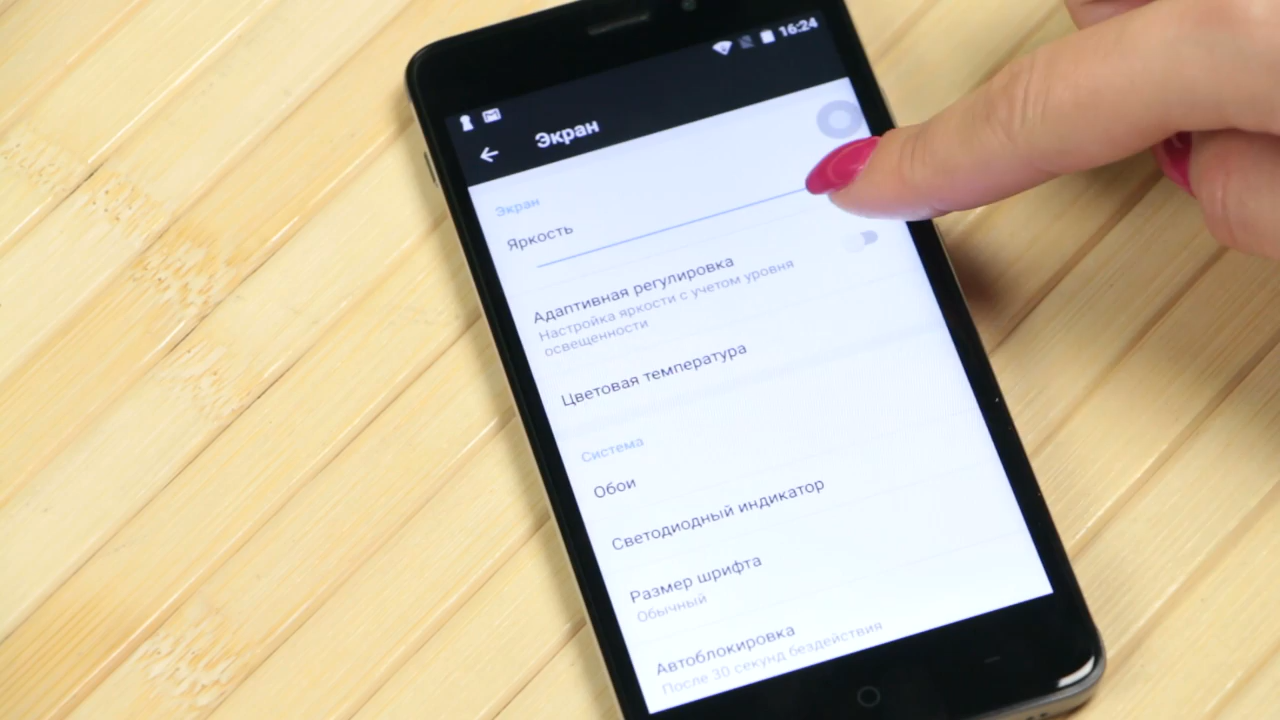 16:24
Экран
Экран
Яркость
Адаптивная регулировка
Настройка яркости с учетом уровня
освещенности
Цветовая температура
Система
Обои
Светодиодный индикатор
Размер шрифта
Обычный
Автоблокировка
После 30 секунд бездействия